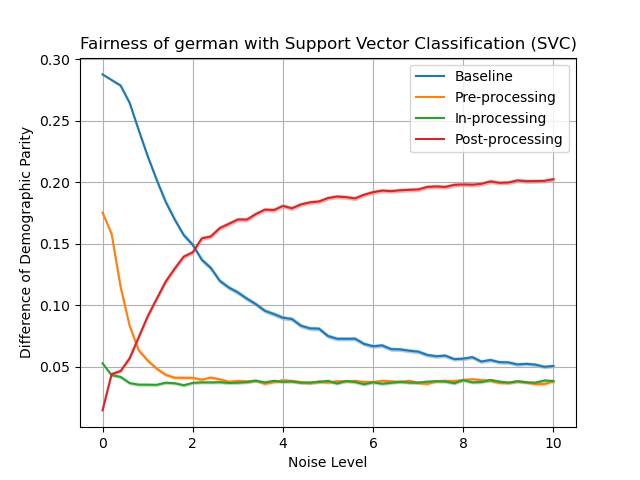 Fairness of german with Support Vector Classification (SVC)
0.30
0.25
0.20
0.15
0.10
0.05
Difference of Demographic Parity
Baseline
Pre-processing
In-processing
Post-processing
0 2 4 6 8 10
Noise Level